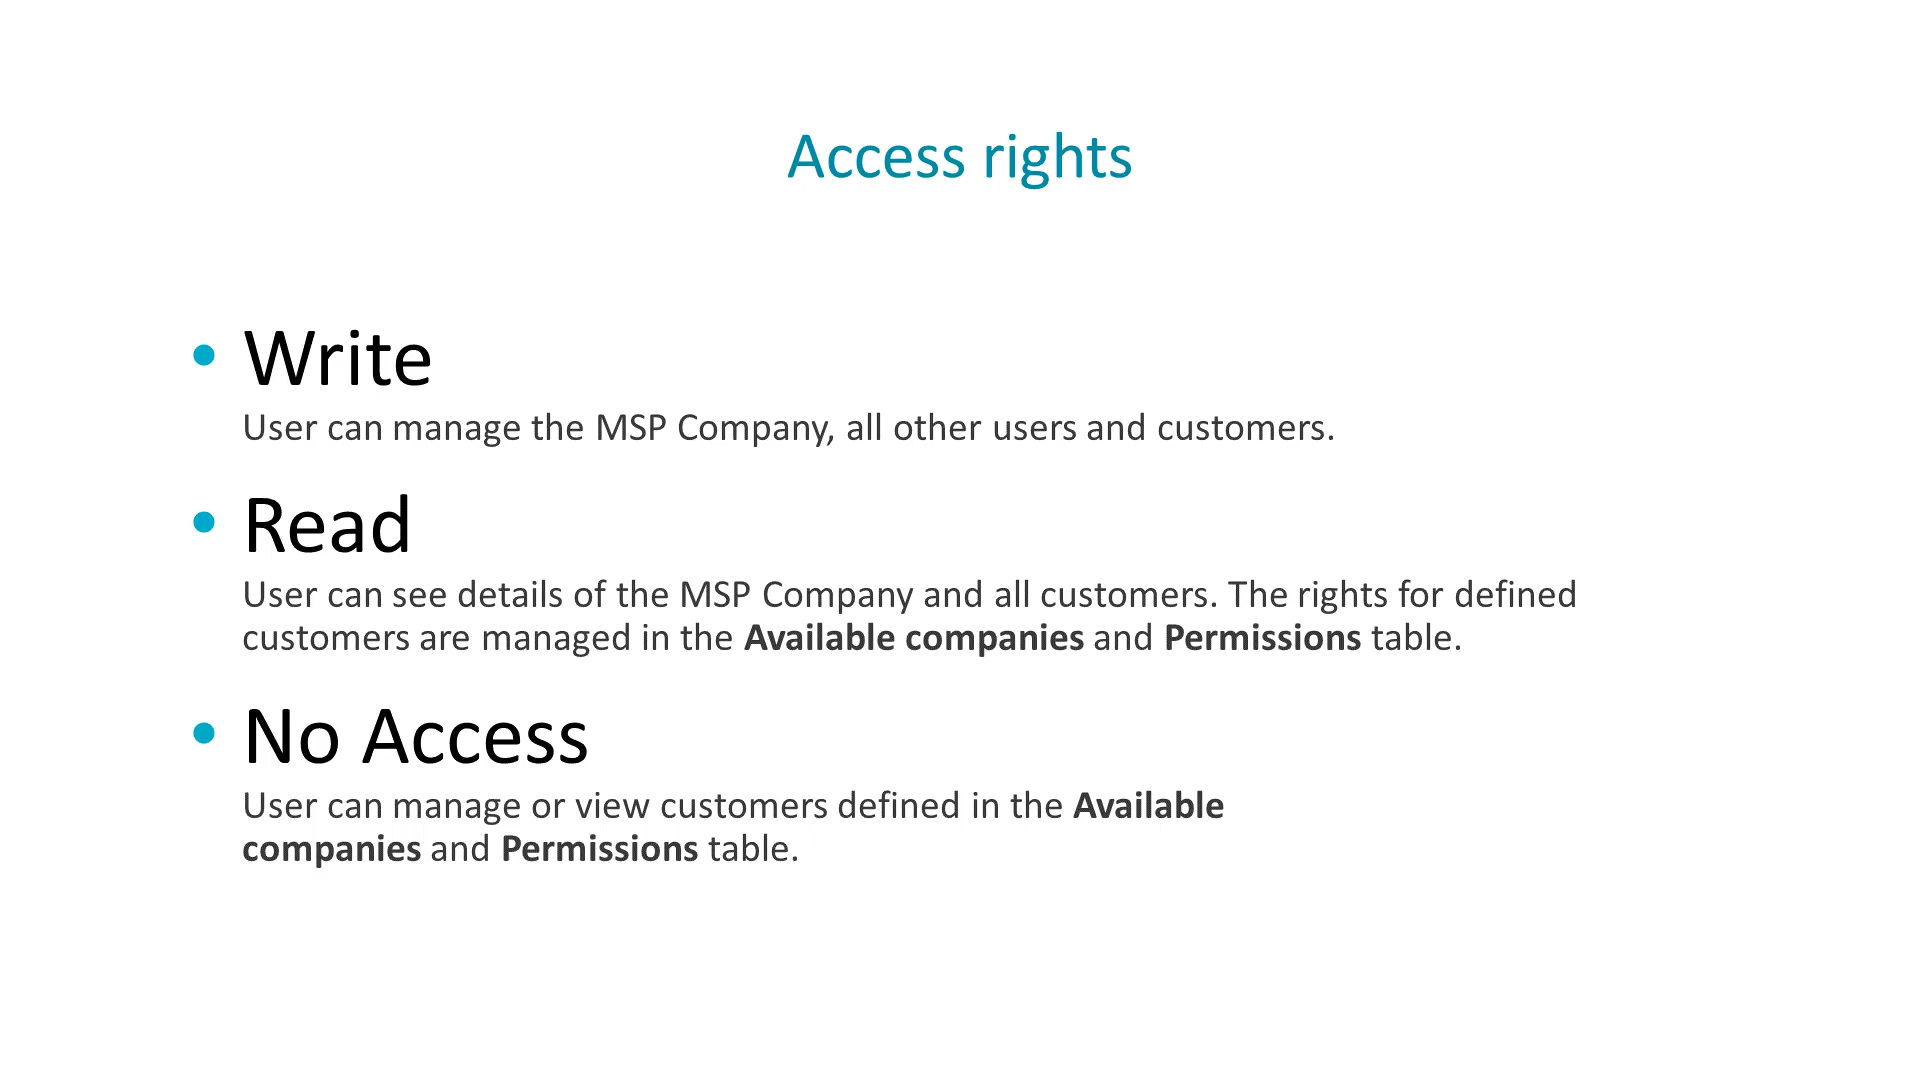 Access rights
• Write
User can manage the MSP Company, all other users and customers.
• Read
User can see details of the MSP Company and all customers. The rights for defined
customers are managed in the Available companies and Permissions table.
• No Access
User can manage or view customers defined in the Available
companies and Permissions table.